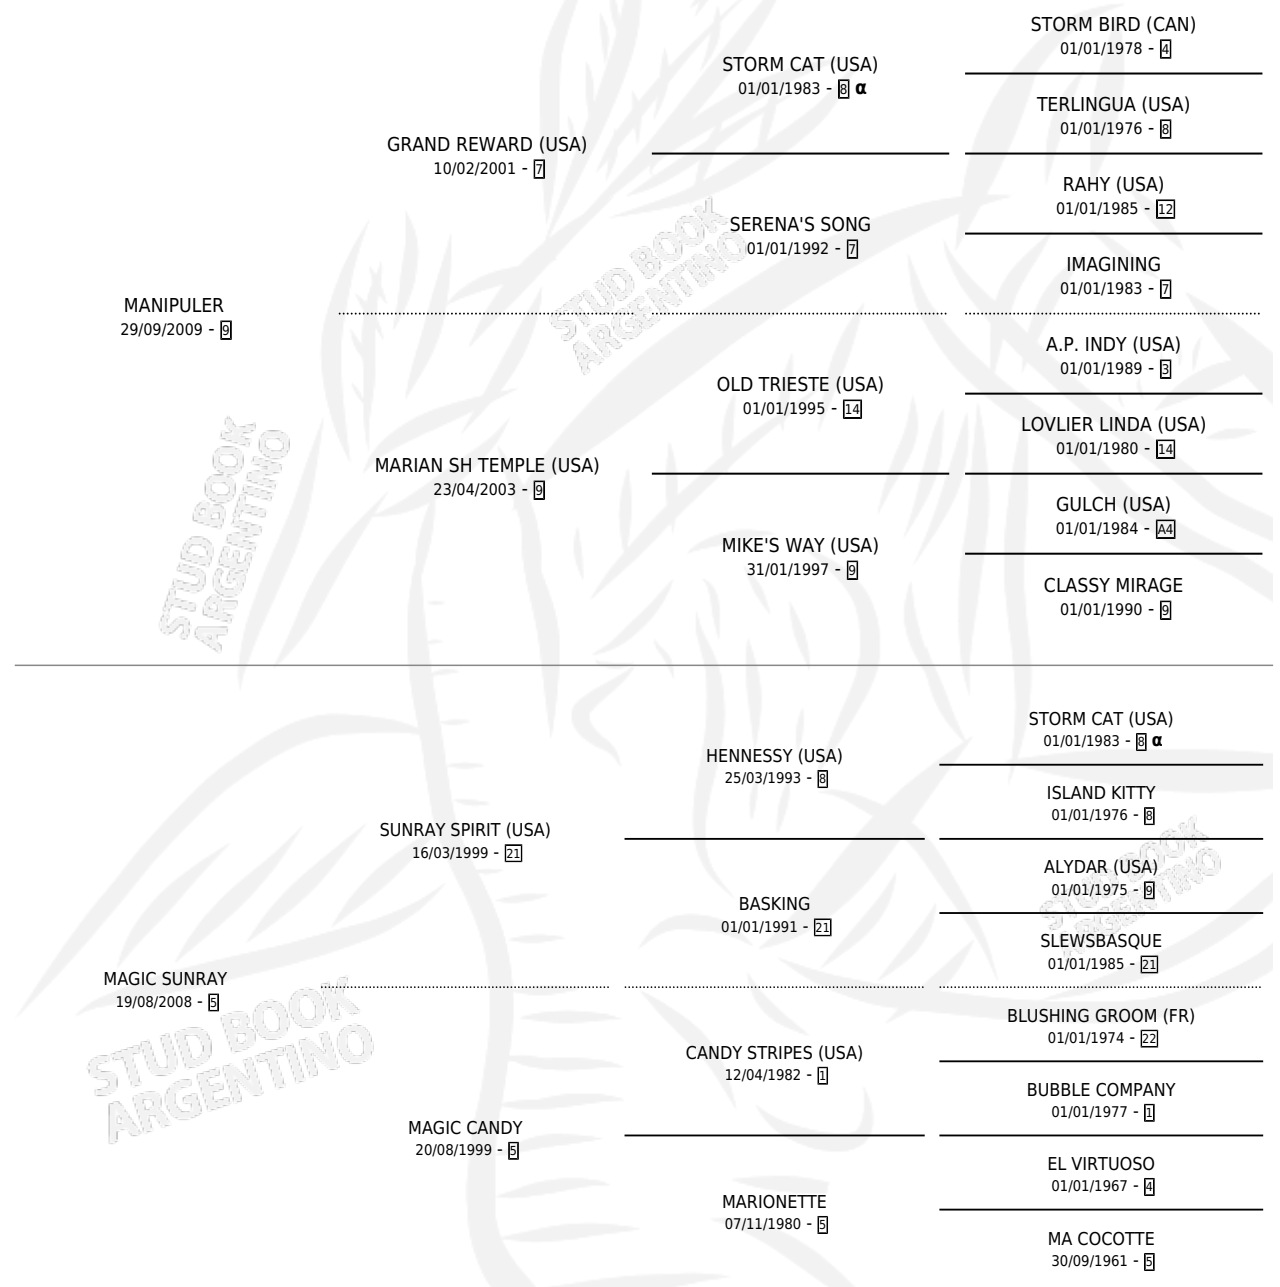 STORM BIRD (CAN)
01/01/1978 - 4
STORM CAT (USA)
01/01/1983 - 8 α
TERLINGUA (USA)
01/01/1976 - 8
GRAND REWARD (USA)
10/02/2001 - 7
RAHY (USA)
01/01/1985 - 12
SERENA'S SONG
01/01/1992 - 7
IMAGINING
01/01/1983 - 7
MANIPULER
29/09/2009 - 9
A.P. INDY (USA)
01/01/1989 - 3
OLD TRIESTE (USA)
01/01/1995 - 14
LOVLIER LINDA (USA)
01/01/1980 - 14
MARIAN SH TEMPLE (USA)
23/04/2003 - 9
GULCH (USA)
01/01/1984 - A4
MIKE'S WAY (USA)
31/01/1997 - 9
CLASSY MIRAGE
01/01/1990 - 9
STORM CAT (USA)
01/01/1983 - 8 α
HENNESSY (USA)
25/03/1993 - 8
ISLAND KITTY
01/01/1976 - 8
SUNRAY SPIRIT (USA)
16/03/1999 - 21
ALYDAR (USA)
01/01/1975 - 9
BASKING
01/01/1991 - 21
SLEWSBASQUE
01/01/1985 - 21
MAGIC SUNRAY
19/08/2008 - 5
BLUSHING GROOM (FR)
01/01/1974 - 22
CANDY STRIPES (USA)
12/04/1982 - 1
BUBBLE COMPANY
01/01/1977 - 1
MAGIC CANDY
20/08/1999 - 5
EL VIRTUOSO
01/01/1967 - 4
MARIONETTE
07/11/1980 - 5
MA COCOTTE
30/09/1961 - 5
STUD BOOK
ARGENTINO
STUD BOOK
ARGENTINO
STUD BOOK
ARGENTINO
STUD BOOK
ARGENTINO